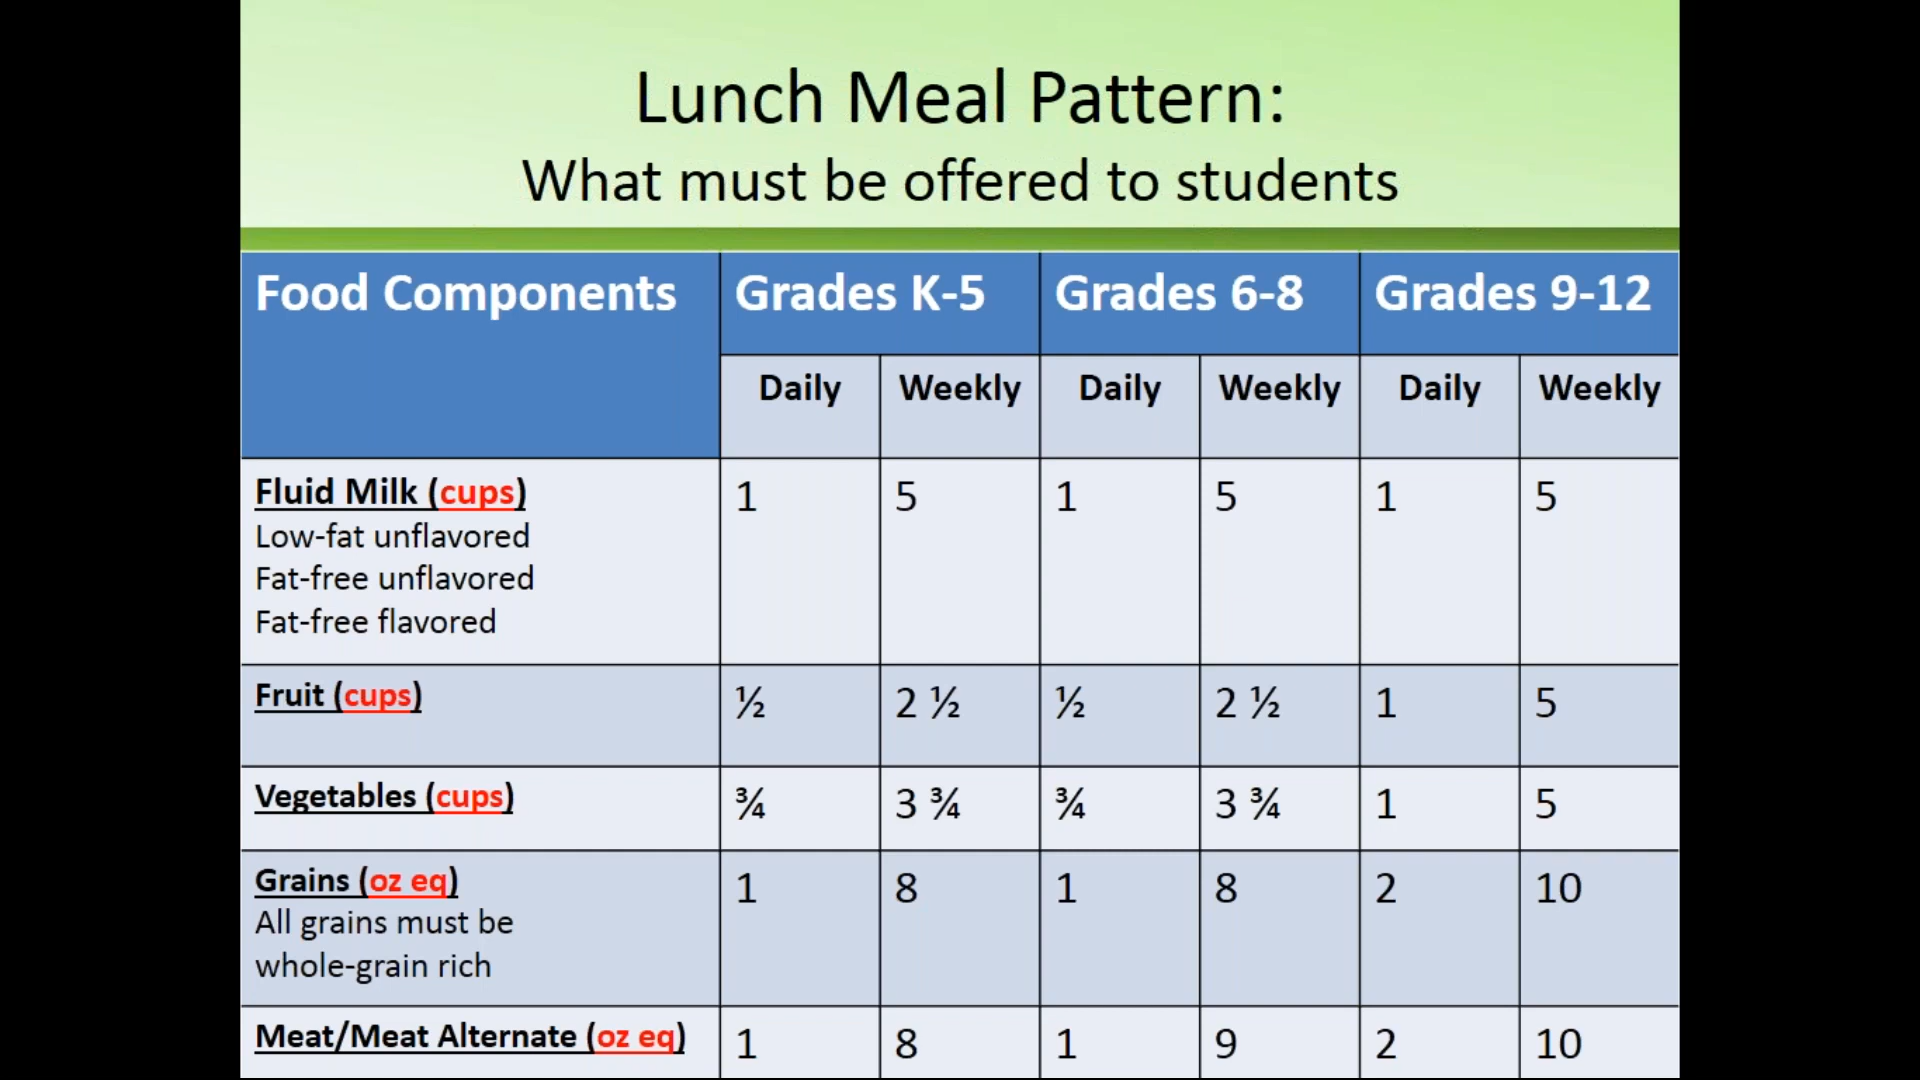 Lunch Meal Pattern:
What must be offered to students
Food Components Grades K-5 Grades 6-8 Grades 9-12
Daily Weekly Daily Weekly Daily Weekly
Fluid Milk (cups) 1 5 1 5 1 5
Low-fat unflavored
Fat-free unflavored
Fat-free flavored
Fruit (cups) ½ 2 ½ ½ 2 ½ 1 5
Vegetables (cups) ¾ 3 ¾ ¾ 3 ¾ 1 5
Grains (oz eq) 1 8 1 8 2 10
All grains must be
whole-grain rich
Meat/Meat Alternate (oz eq) 1 8 1 9 2 10